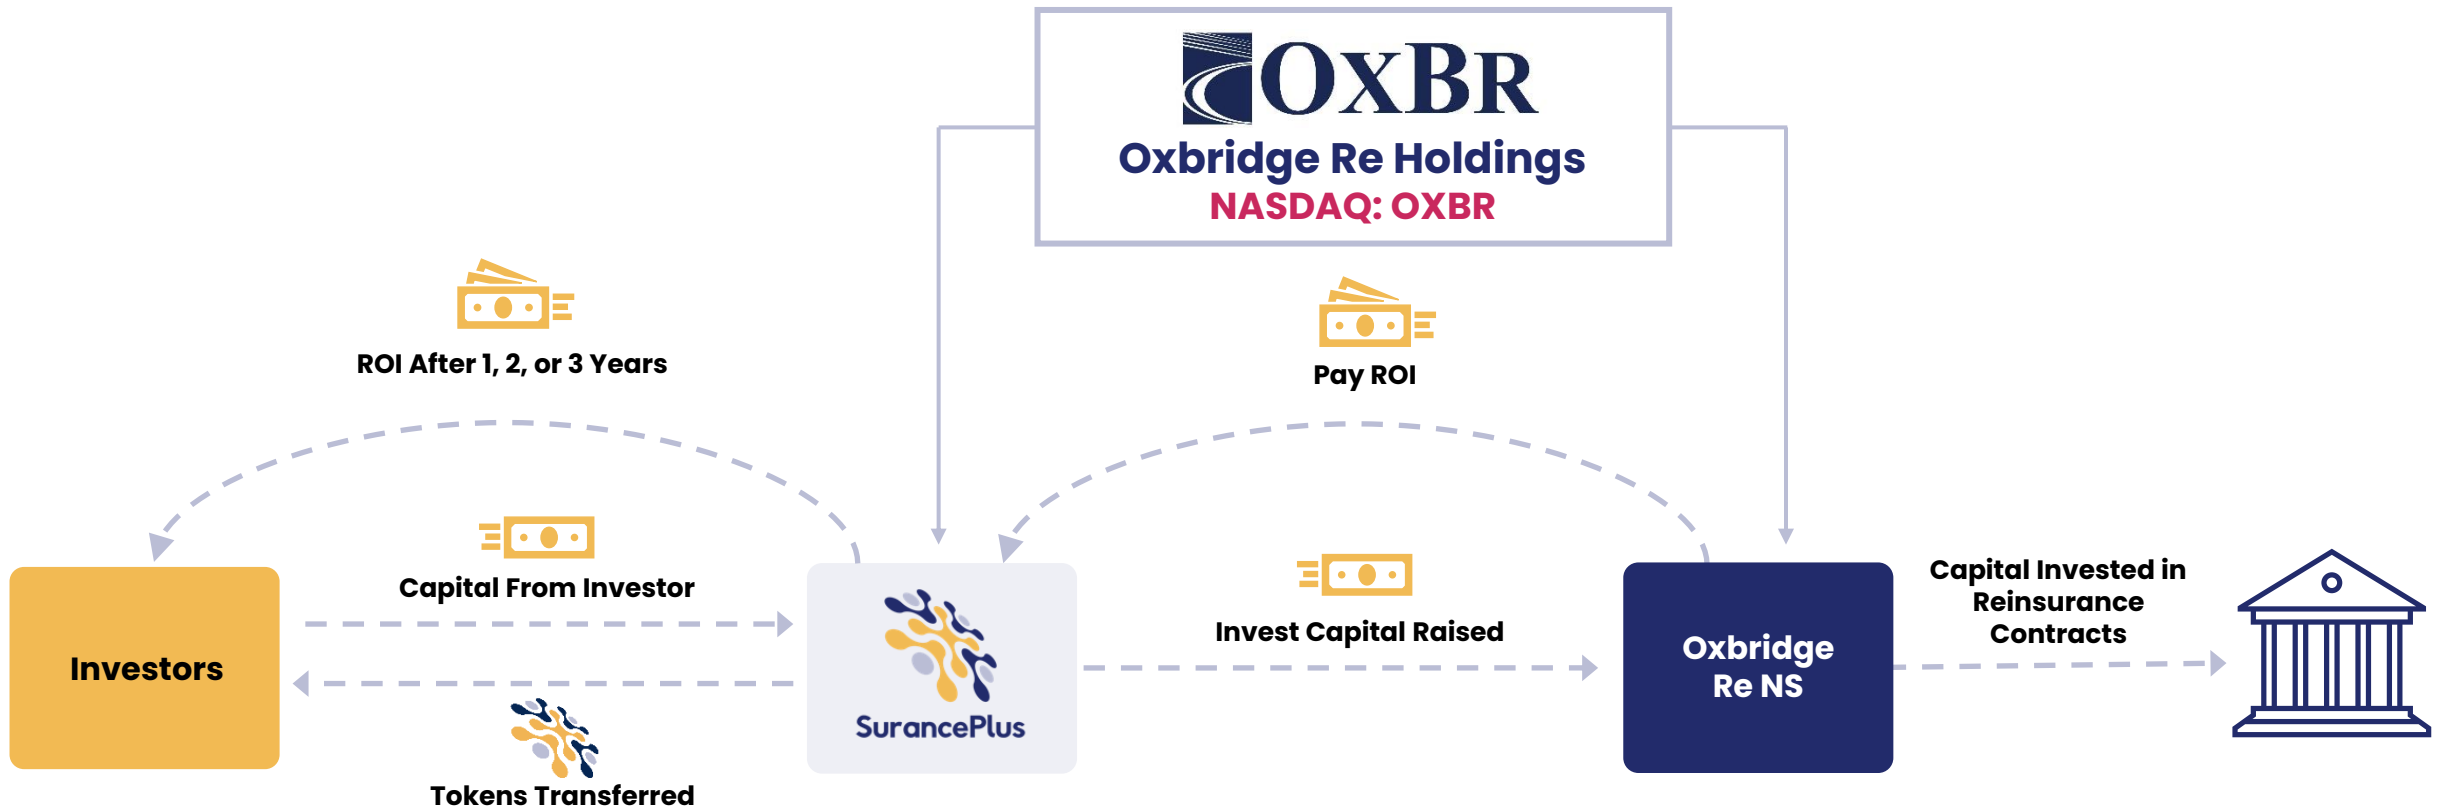 OXBR
Oxbridge Re Holdings
NASDAQ: OXBR
ROI After 1, 2, or 3 Years
Pay ROI
Capital From Investor
Invest Capital Raised
Capital Invested in
Reinsurance
Contracts
Investors
SurancePlus
Oxbridge
Re NS
Tokens Transferred